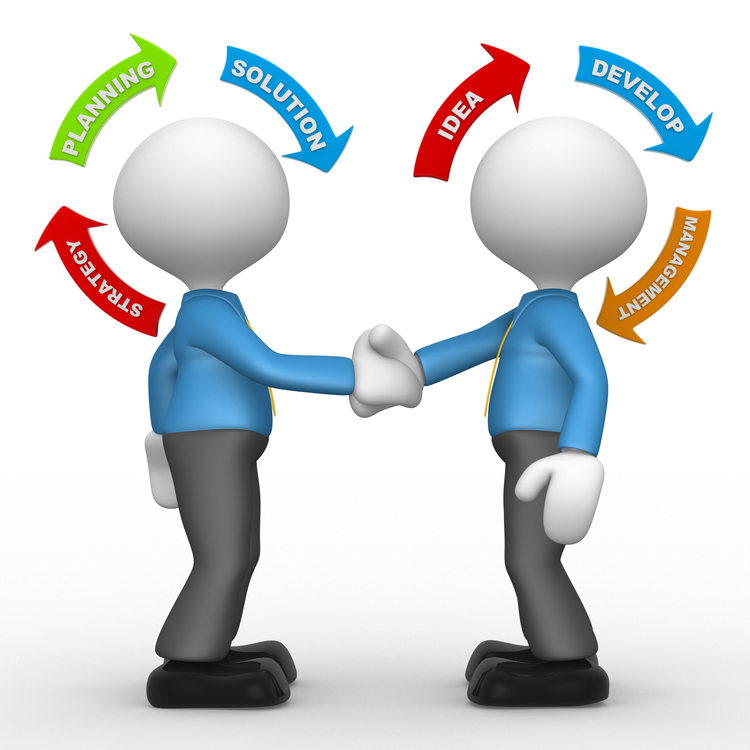 PLANNING
SOLUTION
STRATEGY
IDEA
DEVELOP
MANAGEMENT